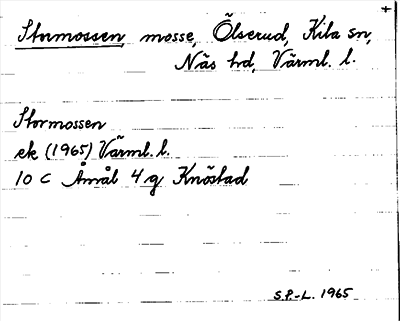 +
Stormossen, mosse, Ölserud, Kila sn,
Näs hd, Värml. l.
Stormossen
ek (1965) Värml. l.
10 C Åmål 4 g Knöstad
S.P.-L. 1965